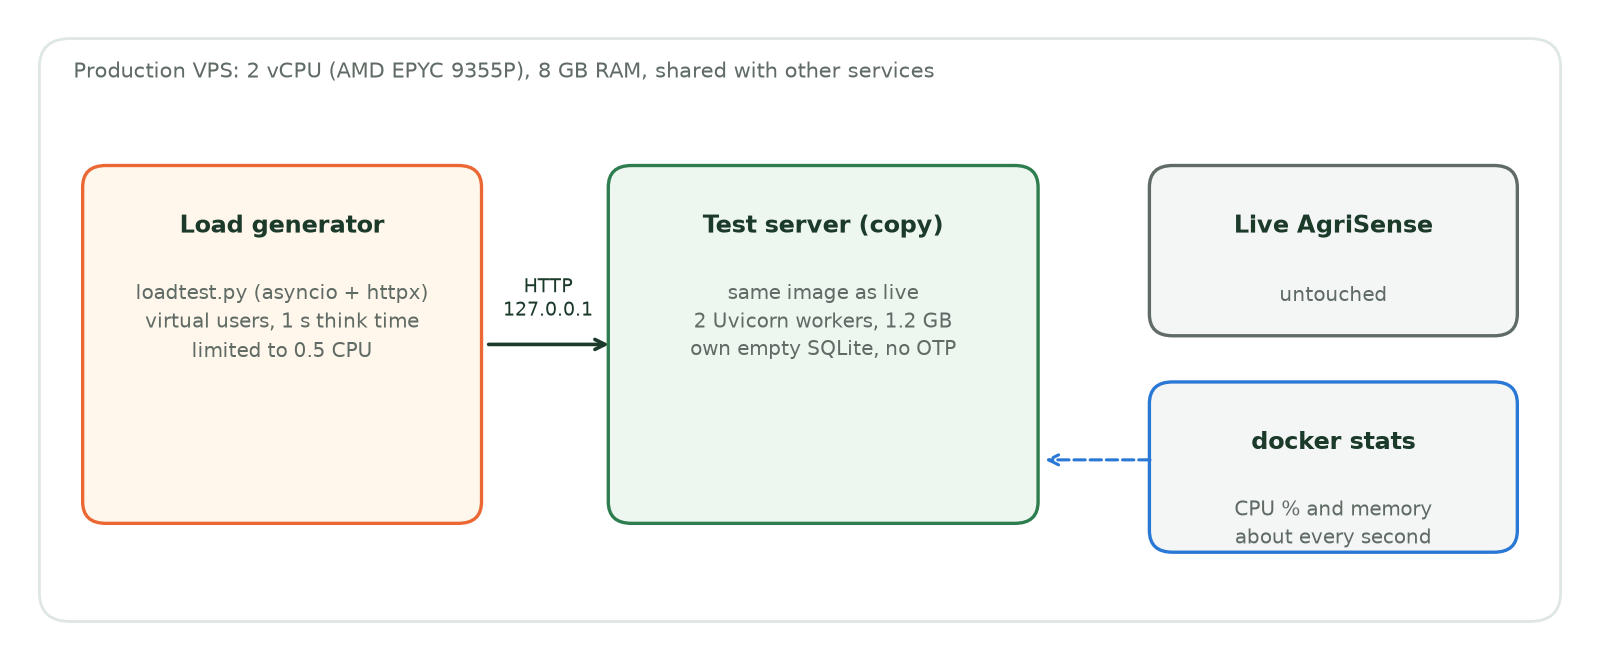 Production VPS: 2 vCPU (AMD EPYC 9355P), 8 GB RAM, shared with other services
Load generator
loadtest.py (asyncio + httpx)
virtual users, 1 s think time
limited to 0.5 CPU
HTTP
127.0.0.1
Test server (copy)
same image as live
2 Uvicorn workers, 1.2 GB
own empty SQLite, no OTP
Live AgriSense
untouched
docker stats
CPU % and memory
about every second